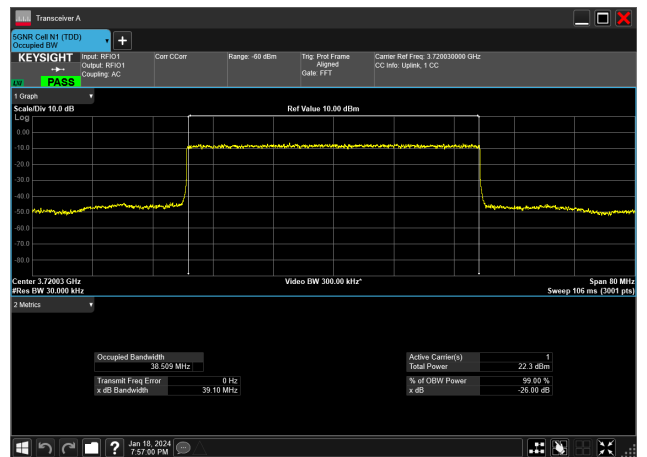 Transceiver A
5GNR Cell N1 (TDD)
Occupied BW
+
KEYSIGHT Input: RFIO1 Corr CCorr Range: -60 dBm Trig: Prot Frame Carrier Ref Freq: 3.720030000 GHz
Output: RFIO1 Aligned CC Info: Uplink, 1 CC
Coupling: AC Gate: FFT
PASS
1 Graph
Scale/Div 10.0 dB Ref Value 10.00 dBm
Log
0.00
-10.0
-20.0
-30.0
-40.0
-50.0
-60.0
-70.0
-80.0
Center 3.72003 GHz Video BW 300.00 kHz* Span 80 MHz
#Res BW 30.000 kHz Sweep 106 ms (3001 pts)
2 Metrics
Occupied Bandwidth Active Carrier(s) 1
38.509 MHz Total Power 22.3 dBm
Transmit Freq Error 0 Hz % of OBW Power 99.00 %
x dB Bandwidth 39.10 MHz x dB -26.00 dB
? Jan 18, 2024
7:57:00 PM